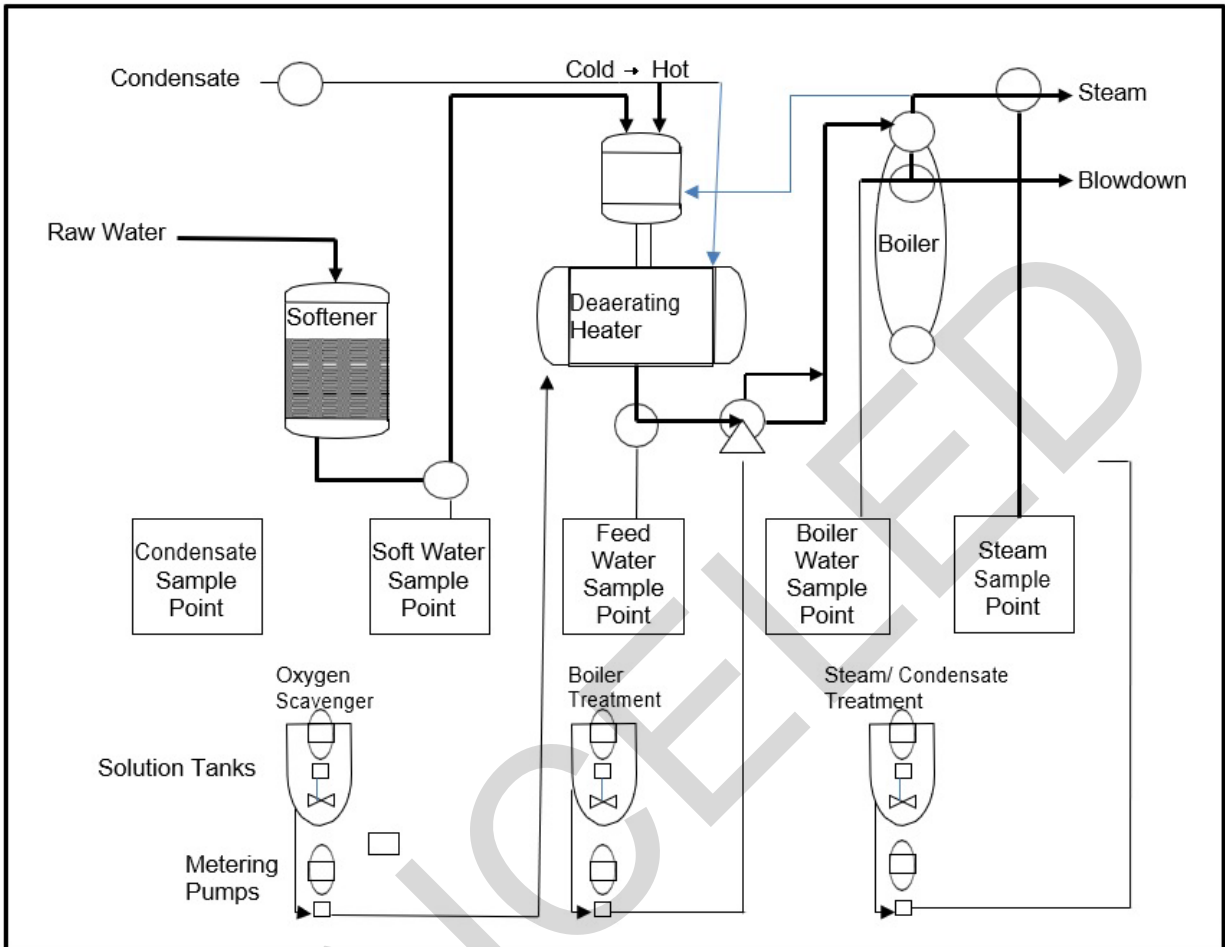 Condensate
Cold → Hot
Steam
Blowdown
Raw Water
Softener
Deaerating
Heater
Boiler
Condensate
Sample
Point
Soft Water
Sample
Point
Feed
Water
Sample
Point
Boiler
Water
Sample
Point
Steam
Sample
Point
Oxygen
Scavenger
Boiler
Treatment
Steam/ Condensate
Treatment
Solution Tanks
Metering
Pumps
ICELED